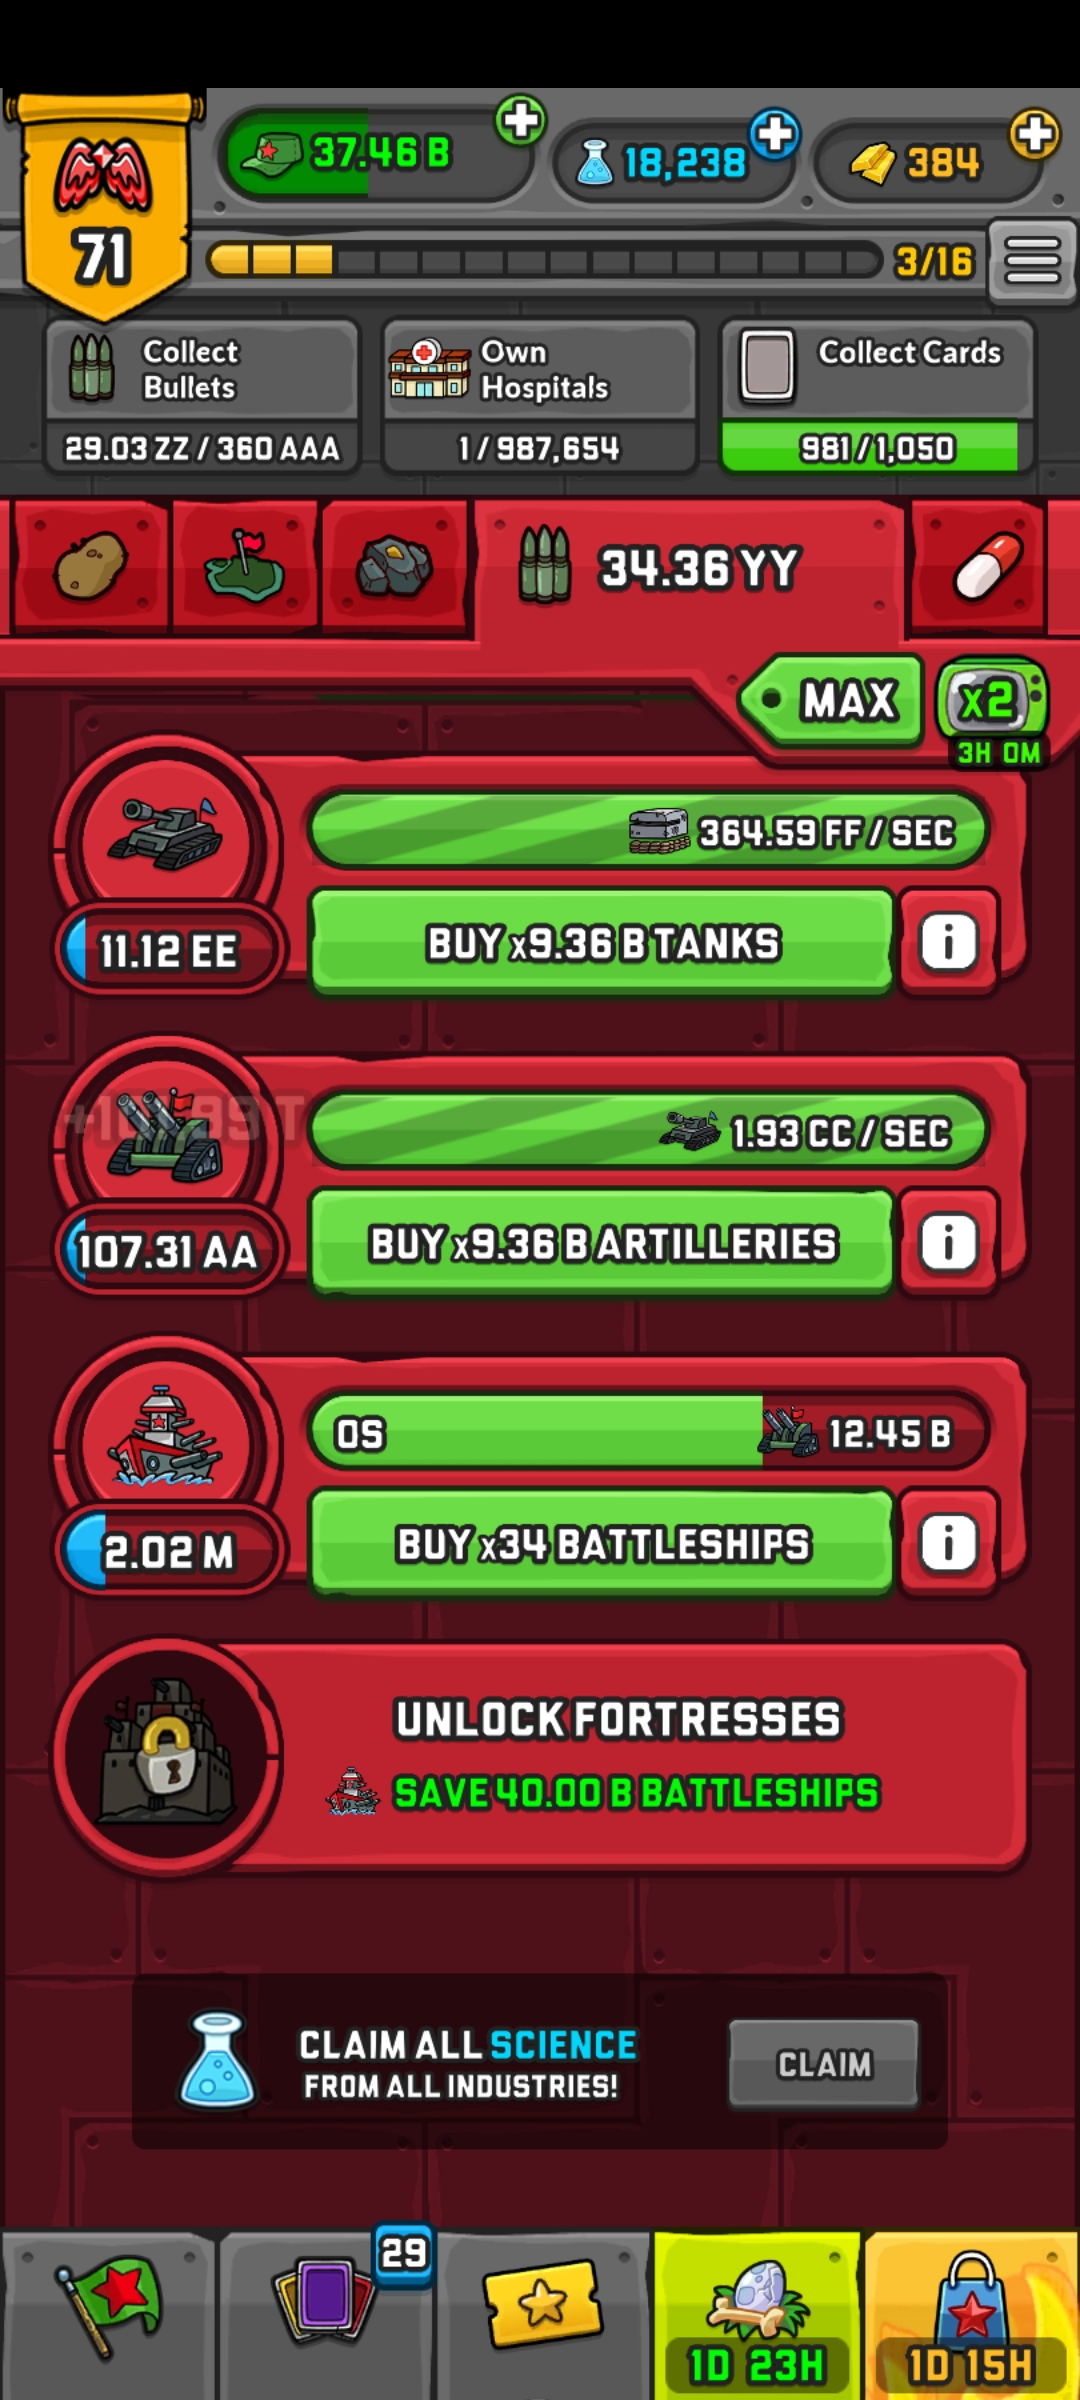 37.46 B
18,238
384
71
3/16
Collect
Bullets
29.03 ZZ / 360 AAA
Own
Hospitals
1 / 987,654
Collect Cards
981 / 1,050
34.36 YY
MAX
x2
3H 0M
364.59 FF / SEC
11.12 EE
BUY x9.36 B TANKS
i
1.93 CC / SEC
107.31 AA
BUY x9.36 B ARTILLERIES
i
0S
12.45 B
2.02 M
BUY x34 BATTLESHIPS
i
UNLOCK FORTRESSES
SAVE 40.00 B BATTLESHIPS
CLAIM ALL SCIENCE
FROM ALL INDUSTRIES!
CLAIM
29
1D 23H
1D 15H